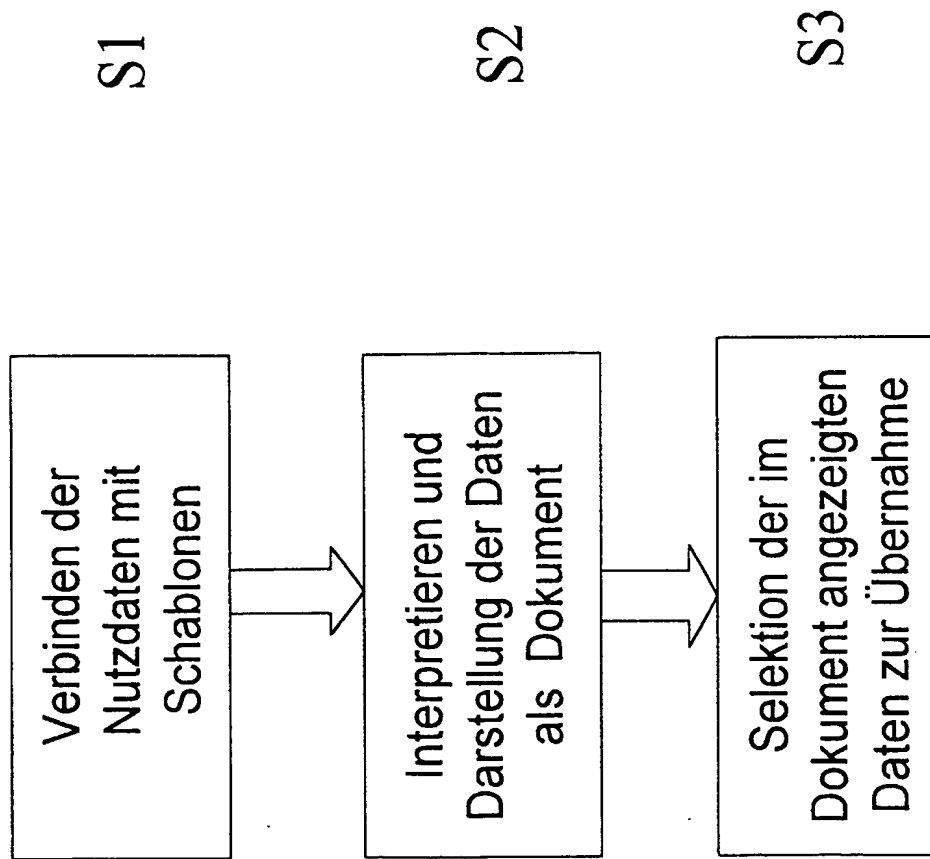 Verbinden der
Nutzdaten mit
Schablonen
S1
Interpretieren und
Darstellung der Daten
als Dokument
S2
Selektion der im
Dokument angezeigten
Daten zur Übernahme
S3